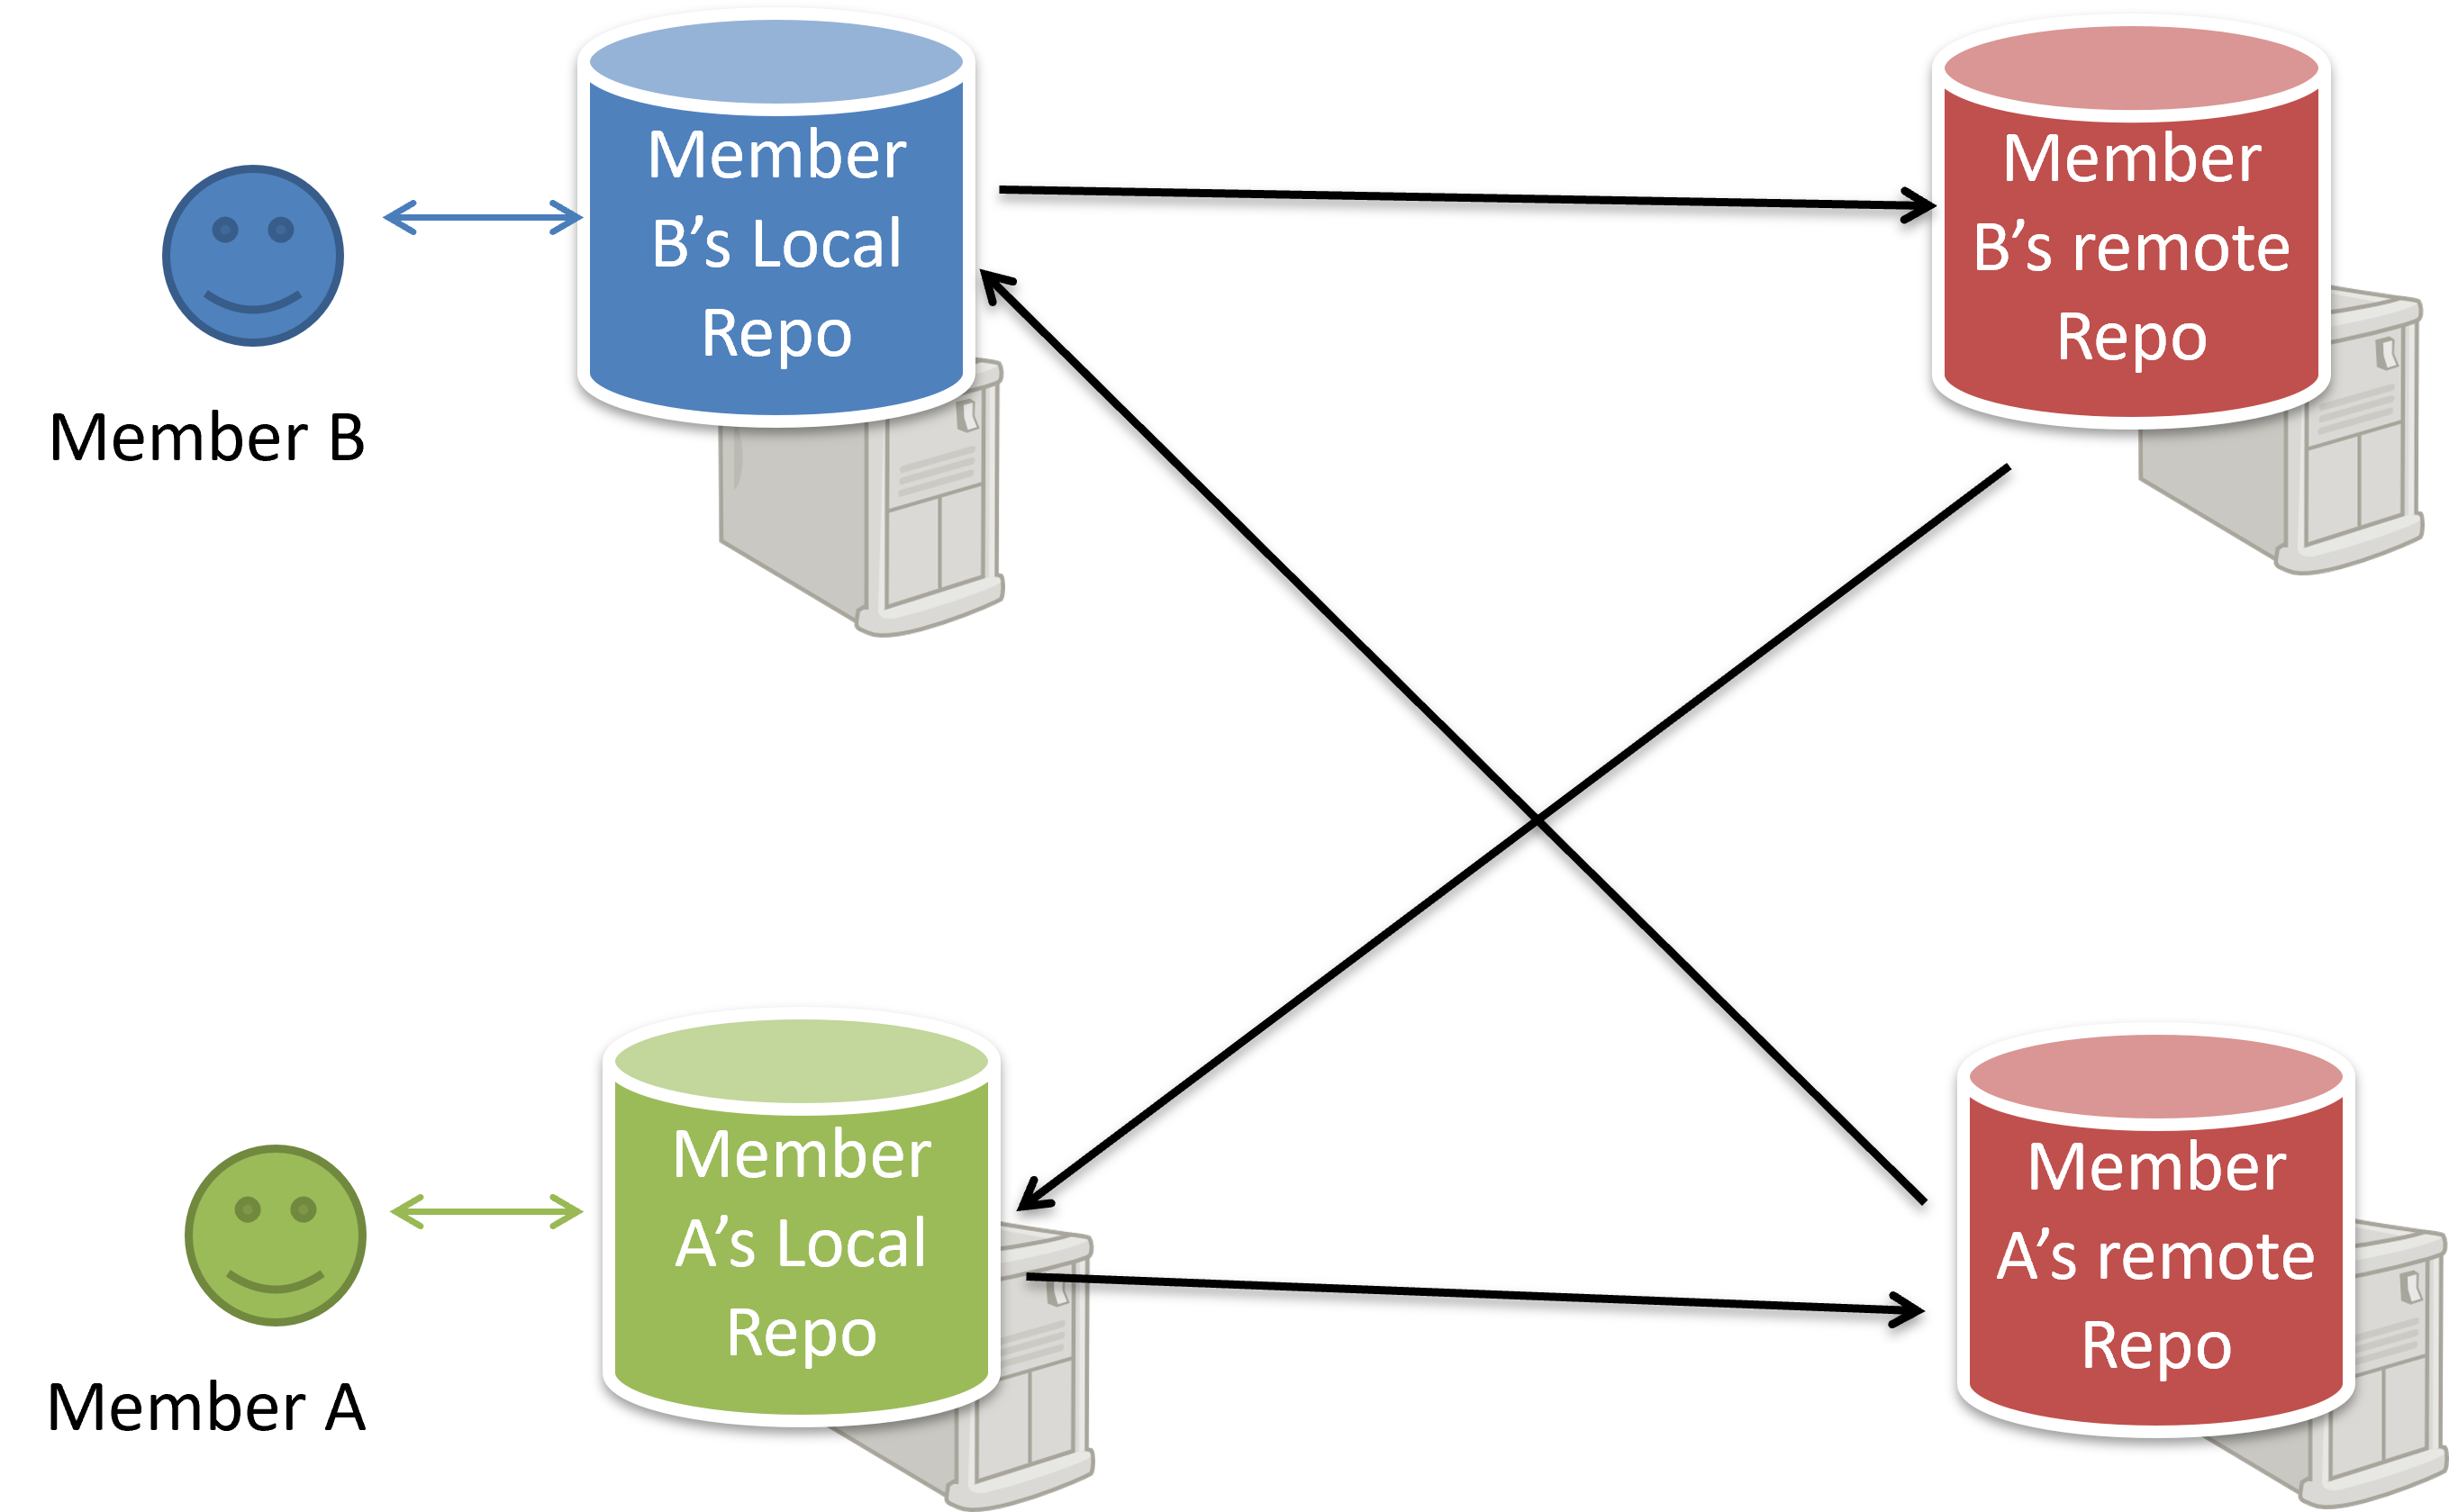 Member
B’s Local
Repo
Member
B’s remote
Repo
Member B
Member
A’s Local
Repo
Member
A’s remote
Repo
Member A